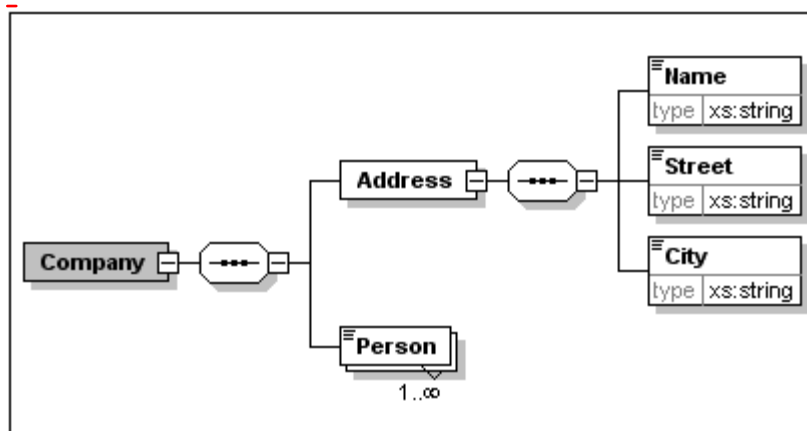 Name
type xs:string
Address
Street
type xs:string
Company
City
type xs:string
Person
1..∞